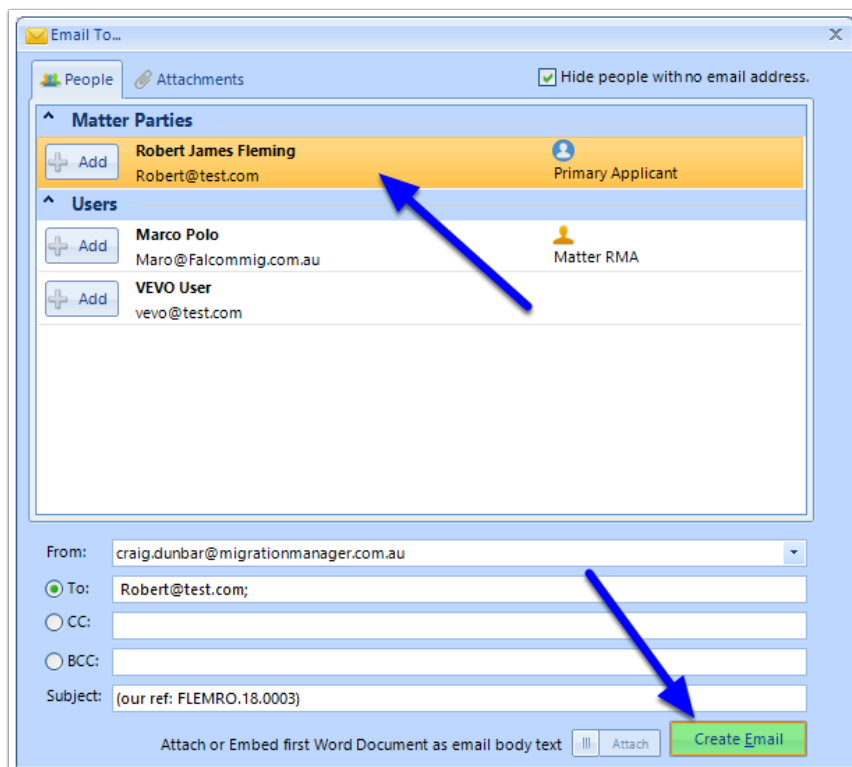 Email To...
People Attachments Hide people with no email address.
Matter Parties
Add Robert James Fleming
Robert@test.com Primary Applicant
Users
Add Marco Polo
Maro@Falcommig.com.au Matter RMA
Add VEVO User
vevo@test.com
From: craig.dunbar@migrationmanager.com.au
To: Robert@test.com;
CC:
BCC:
Subject: (our ref: FLEMRO.18.0003)
Attach or Embed first Word Document as email body text Attach Create Email